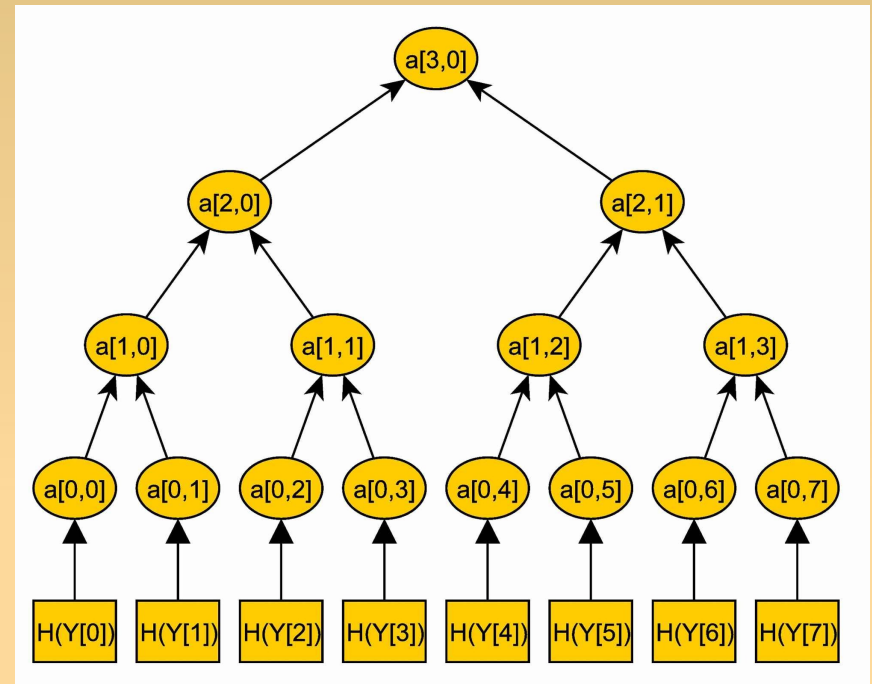 a[3,0]
a[2,0] a[2,1]
a[1,0] a[1,1] a[1,2] a[1,3]
a[0,0] a[0,1] a[0,2] a[0,3] a[0,4] a[0,5] a[0,6] a[0,7]
H(Y[0]) H(Y[1]) H(Y[2]) H(Y[3]) H(Y[4]) H(Y[5]) H(Y[6]) H(Y[7])